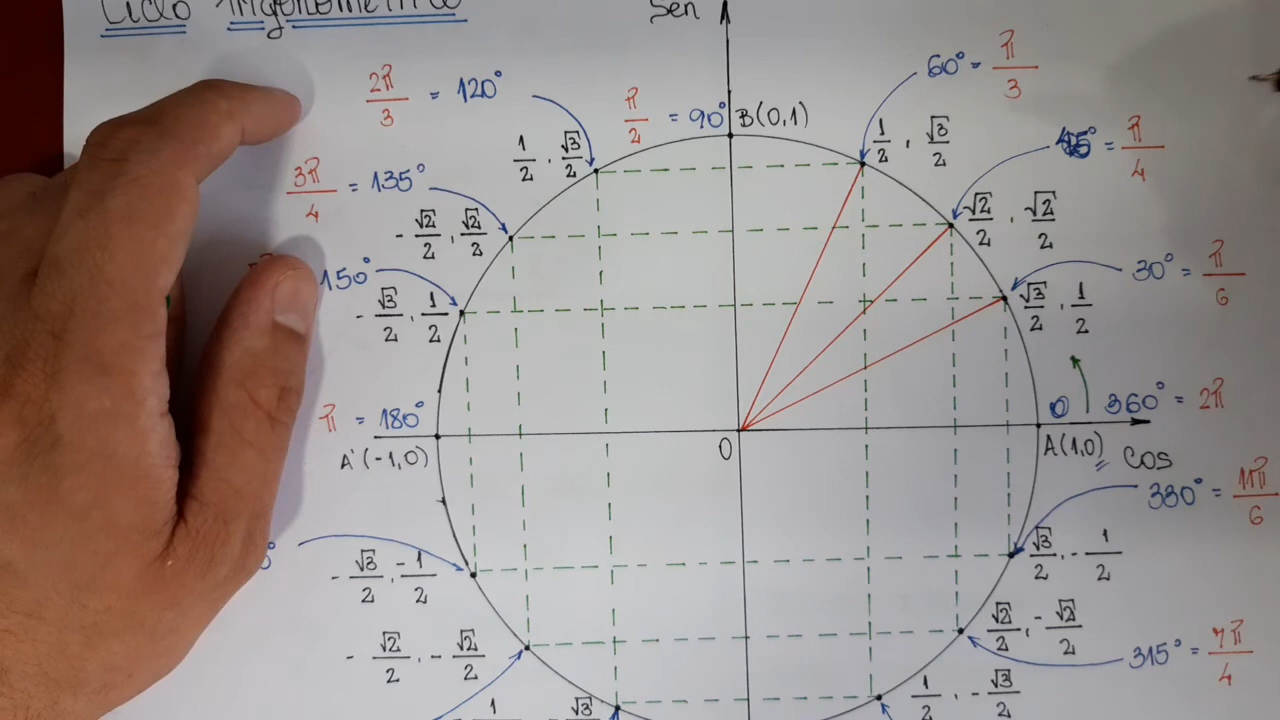 Ciclo Trigonométrico
Sen
2π/3 = 120°
π/2 = 90°
B(0,1)
60° = π/3
1/2, √3/2
1/2, √3/2
45° = π/4
3π/4 = 135°
-√2/2, √2/2
√2/2, √2/2
150°
-√3/2, 1/2
30° = π/6
√3/2, 1/2
π = 180°
0 360° = 2π
A'(-1,0)
O
A(1,0) Cos
330° = 11π/6
-√3/2, -1/2
√3/2, -1/2
-√2/2, -√2/2
√2/2, -√2/2
315° = 7π/4
1/2, -√3/2